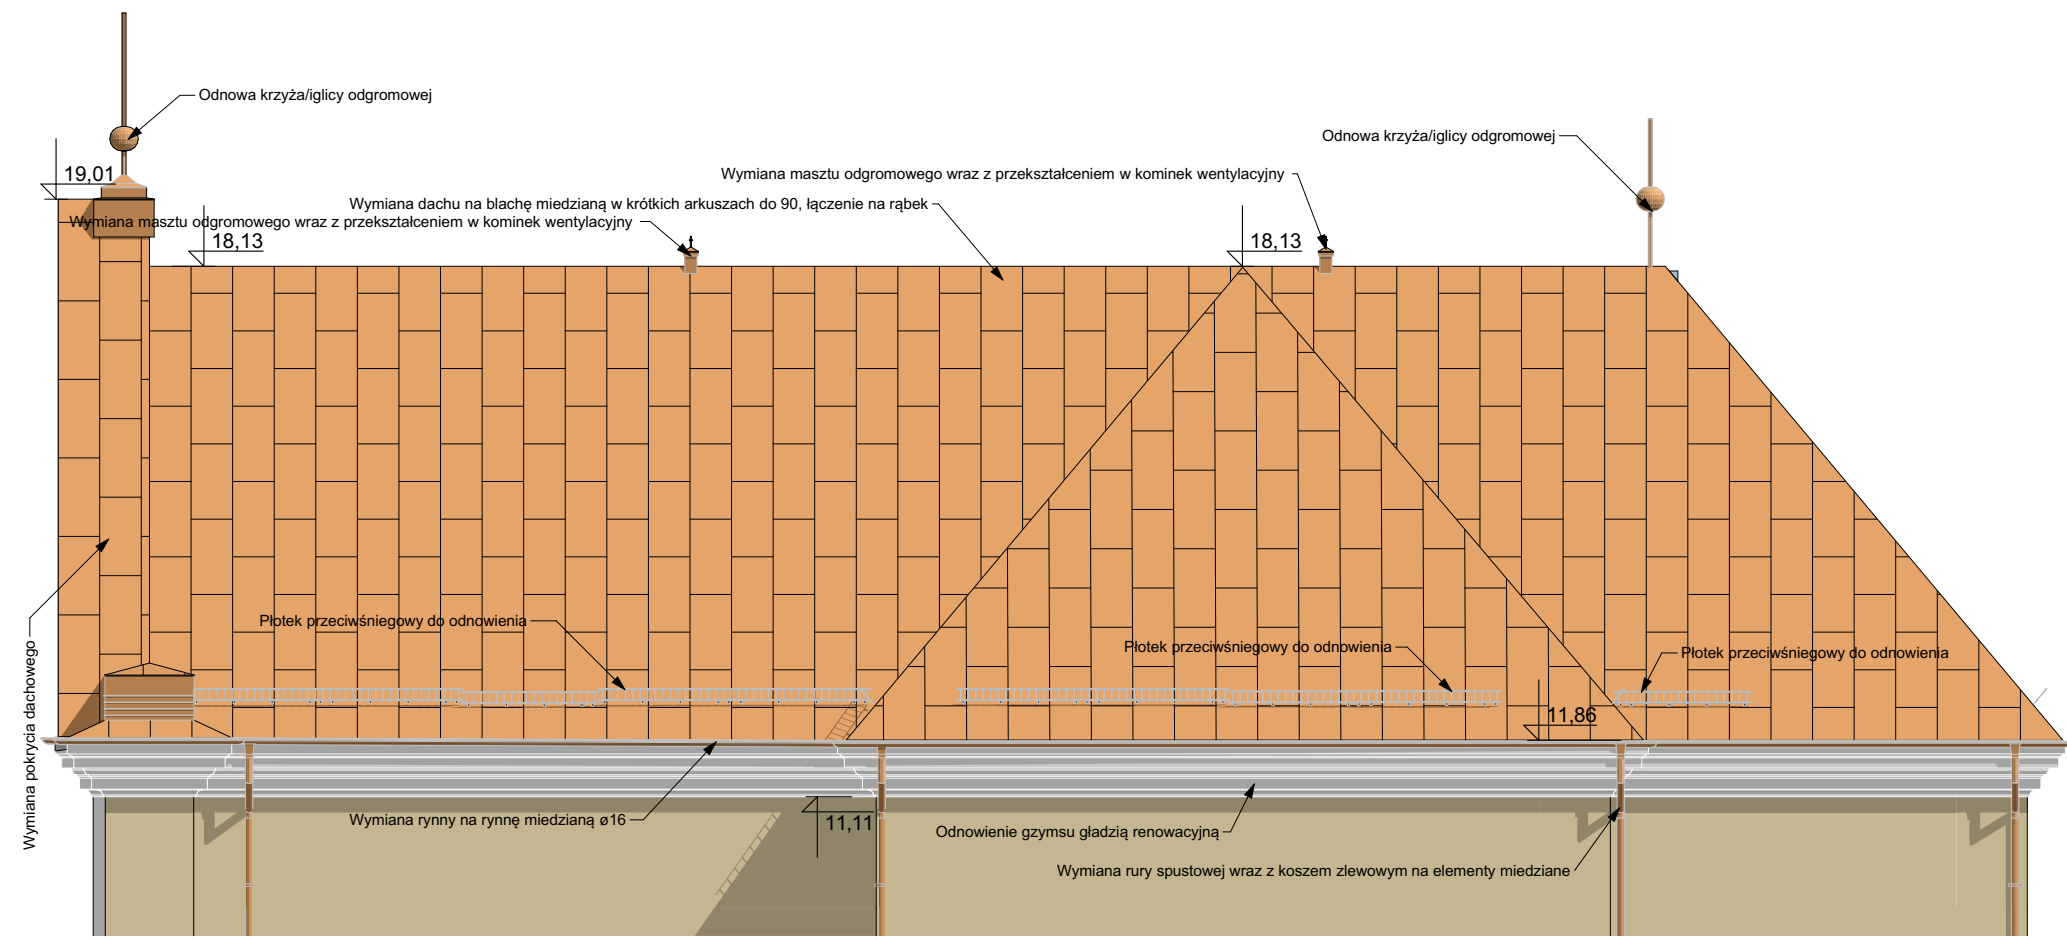 Odnowa krzyża/iglicy odgromowej
Odnowa krzyża/iglicy odgromowej
19,01
Wymiana masztu odgromowego wraz z przekształceniem w kominek wentylacyjny
Wymiana dachu na blachę miedzianą w krótkich arkuszach do 90, łączenie na rąbek
Wymiana masztu odgromowego wraz z przekształceniem w kominek wentylacyjny
18,13
18,13
Wymiana pokrycia dachowego
Płotek przeciwśniegowy do odnowienia
Płotek przeciwśniegowy do odnowienia
Płotek przeciwśniegowy do odnowienia
11,86
Wymiana rynny na rynnę miedzianą ø16
11,11
Odnowienie gzymsu gładzią renowacyjną
Wymiana rury spustowej wraz z koszem zlewowym na elementy miedziane